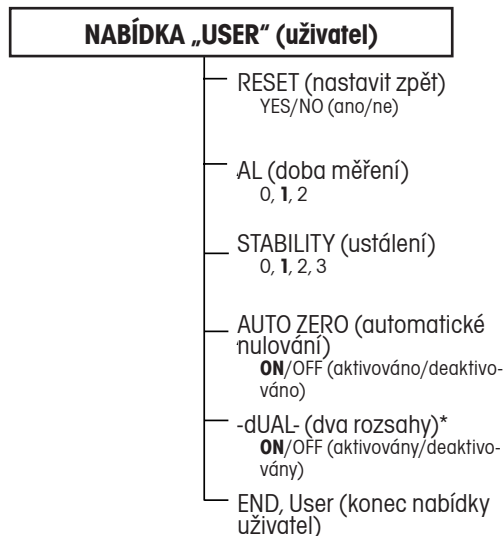 NABÍDKA „USER“ (uživatel)
RESET (nastavit zpět)
YES/NO (ano/ne)
AL (doba měření)
0, 1, 2
STABILITY (ustálení)
0, 1, 2, 3
AUTO ZERO (automatické
nulování)
ON/OFF (aktivováno/deaktivo-
váno)
-dUAL- (dva rozsahy)*
ON/OFF (aktivovány/deaktivo-
vány)
END, User (konec nabídky
uživatel)